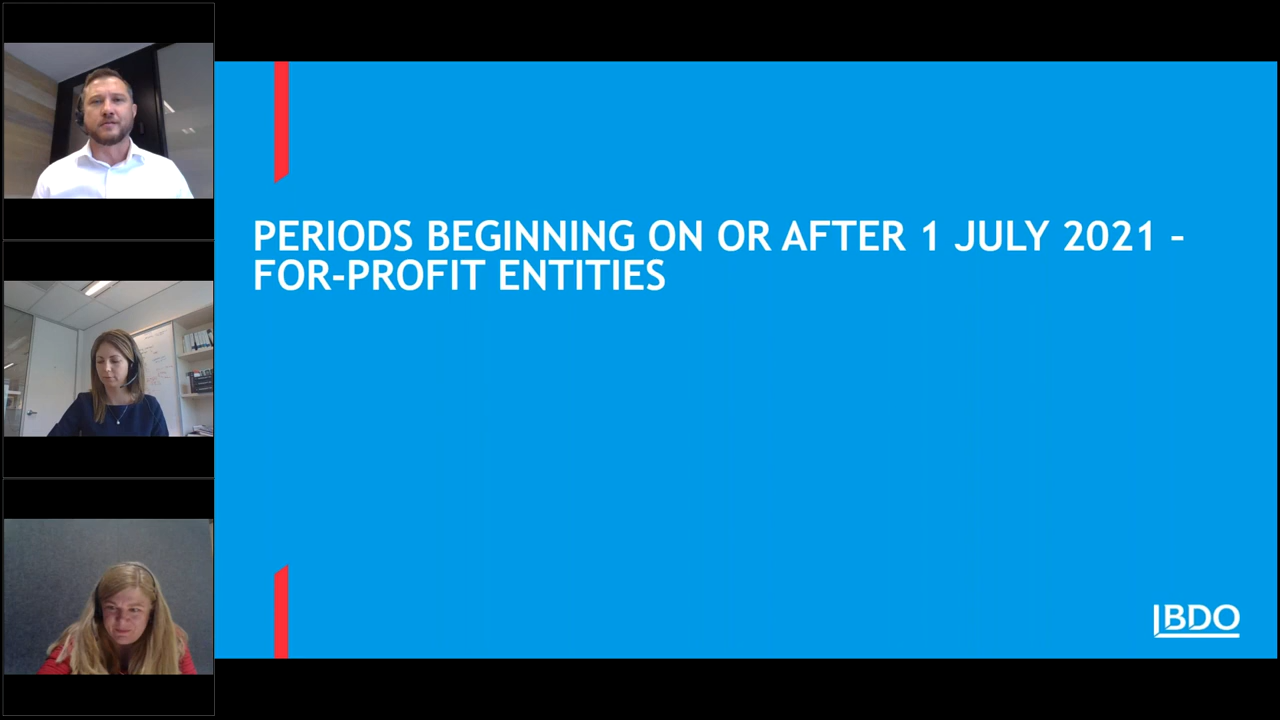 PERIODS BEGINNING ON OR AFTER 1 JULY 2021 –
FOR-PROFIT ENTITIES
BDO